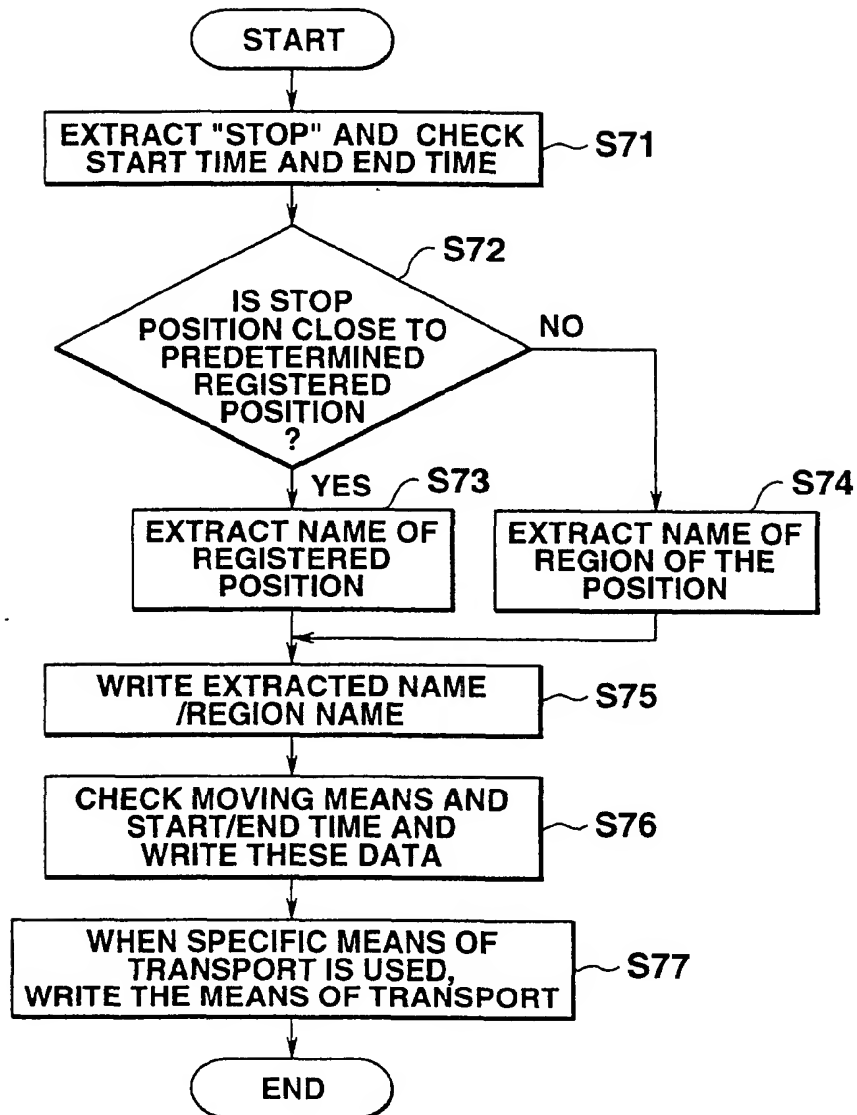 START
EXTRACT "STOP" AND CHECK
START TIME AND END TIME
S71
S72
IS STOP
POSITION CLOSE TO
PREDETERMINED
REGISTERED
POSITION
?
NO
YES
S73
EXTRACT NAME OF
REGISTERED
POSITION
S74
EXTRACT NAME OF
REGION OF THE
POSITION
WRITE EXTRACTED NAME
/REGION NAME
S75
CHECK MOVING MEANS AND
START/END TIME AND
WRITE THESE DATA
S76
WHEN SPECIFIC MEANS OF
TRANSPORT IS USED,
WRITE THE MEANS OF TRANSPORT
S77
END